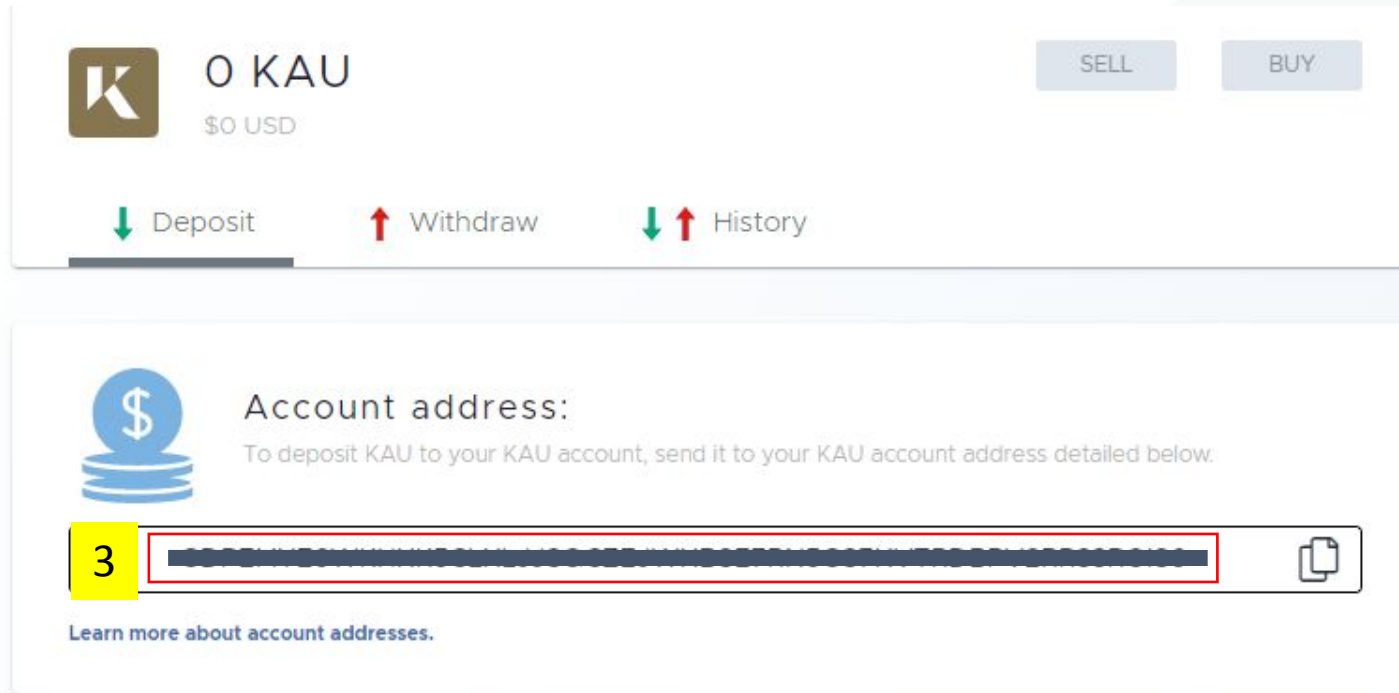 0 KAU
$0 USD
SELL
BUY
Deposit
Withdraw
History
Account address:
To deposit KAU to your KAU account, send it to your KAU account address detailed below.
3
Learn more about account addresses.